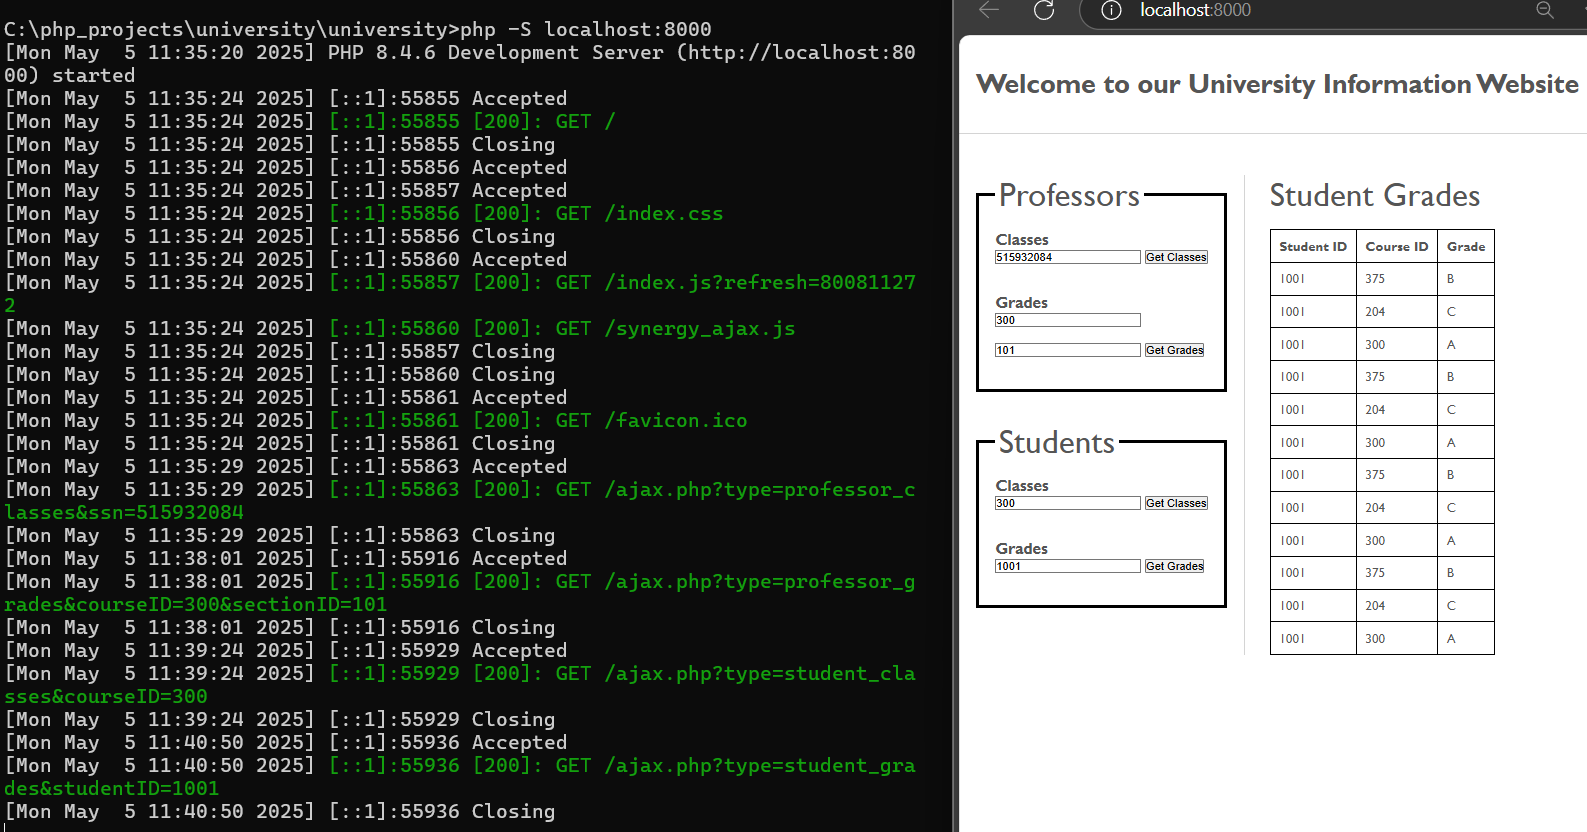 C:\php_projects\university\university>php -S localhost:8000
[Mon May  5 11:35:20 2025] PHP 8.4.6 Development Server (http://localhost:80
00) started
[Mon May  5 11:35:24 2025] [::1]:55855 Accepted
[Mon May  5 11:35:24 2025] [::1]:55855 [200]: GET /
[Mon May  5 11:35:24 2025] [::1]:55855 Closing
[Mon May  5 11:35:24 2025] [::1]:55856 Accepted
[Mon May  5 11:35:24 2025] [::1]:55857 Accepted
[Mon May  5 11:35:24 2025] [::1]:55856 [200]: GET /index.css
[Mon May  5 11:35:24 2025] [::1]:55856 Closing
[Mon May  5 11:35:24 2025] [::1]:55860 Accepted
[Mon May  5 11:35:24 2025] [::1]:55857 [200]: GET /index.js?refresh=80081127
2
[Mon May  5 11:35:24 2025] [::1]:55860 [200]: GET /synergy_ajax.js
[Mon May  5 11:35:24 2025] [::1]:55857 Closing
[Mon May  5 11:35:24 2025] [::1]:55860 Closing
[Mon May  5 11:35:24 2025] [::1]:55861 Accepted
[Mon May  5 11:35:24 2025] [::1]:55861 [200]: GET /favicon.ico
[Mon May  5 11:35:24 2025] [::1]:55861 Closing
[Mon May  5 11:35:29 2025] [::1]:55863 Accepted
[Mon May  5 11:35:29 2025] [::1]:55863 [200]: GET /ajax.php?type=professor_c
lasses&ssn=515932084
[Mon May  5 11:35:29 2025] [::1]:55863 Closing
[Mon May  5 11:38:01 2025] [::1]:55916 Accepted
[Mon May  5 11:38:01 2025] [::1]:55916 [200]: GET /ajax.php?type=professor_g
rades&courseID=300&sectionID=101
[Mon May  5 11:38:01 2025] [::1]:55916 Closing
[Mon May  5 11:39:24 2025] [::1]:55929 Accepted
[Mon May  5 11:39:24 2025] [::1]:55929 [200]: GET /ajax.php?type=student_cla
sses&courseID=300
[Mon May  5 11:39:24 2025] [::1]:55929 Closing
[Mon May  5 11:40:50 2025] [::1]:55936 Accepted
[Mon May  5 11:40:50 2025] [::1]:55936 [200]: GET /ajax.php?type=student_gra
des&studentID=1001
[Mon May  5 11:40:50 2025] [::1]:55936 Closing
localhost:8000
Welcome to our University Information Website
Professors
Classes
515932084 Get Classes
Grades
300
101 Get Grades
Students
Classes
300 Get Classes
Grades
1001 Get Grades
Student Grades
Student ID Course ID Grade
1001 375 B
1001 204 C
1001 300 A
1001 375 B
1001 204 C
1001 300 A
1001 375 B
1001 204 C
1001 300 A
1001 375 B
1001 204 C
1001 300 A